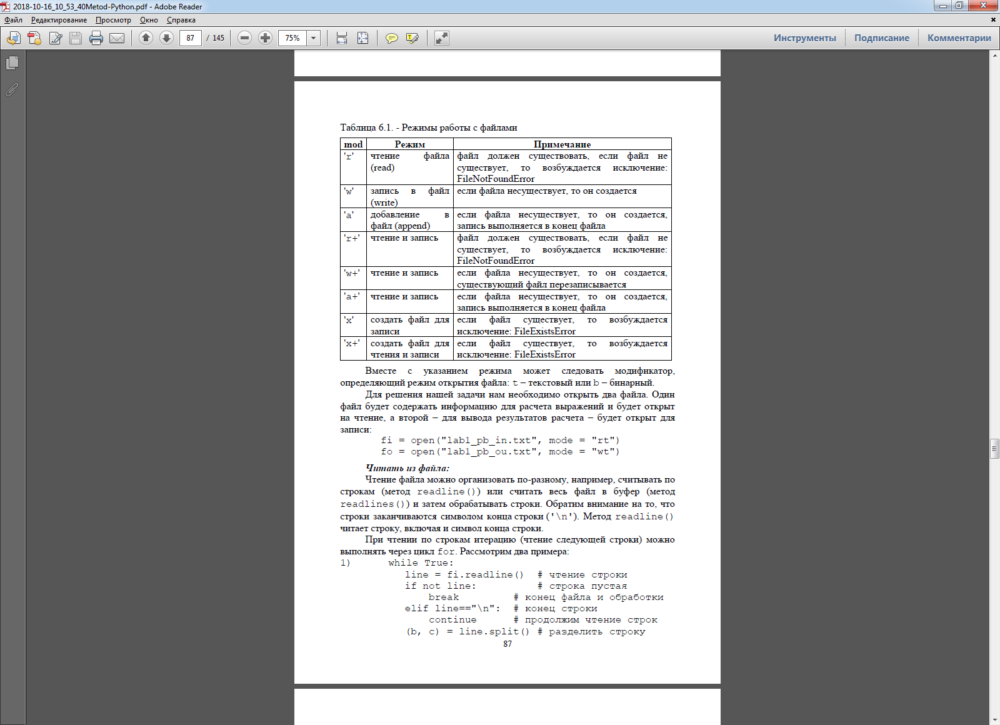 2018-10-16_10_53_40Metod-Python.pdf - Adobe Reader
Файл Редактирование Просмотр Окно Справка
87 / 145 75% Инструменты Подписание Комментарии
Таблица 6.1. - Режимы работы с файлами
mod Режим Примечание
'r' чтение файла (read) файл должен существовать, если файл не
существует, то возбуждается исключение:
FileNotFoundError
'w' запись в файл (write) если файла несуществует, то он создается
'a' добавление в файл (append) если файла несуществует, то он создается,
запись выполняется в конец файла
'r+' чтение и запись файл должен существовать, если файл не
существует, то возбуждается исключение:
FileNotFoundError
'w+' чтение и запись если файла несуществует, то он создается,
существующий файл перезаписывается
'a+' чтение и запись если файла несуществует, то он создается,
запись выполняется в конец файла
'x' создать файл для записи если файл существует, то возбуждается
исключение: FileExistsError
'x+' создать файл для чтения и записи если файл существует, то возбуждается
исключение: FileExistsError
Вместе с указанием режима может следовать модификатор,
определяющий режим открытия файла: t – текстовый или b – бинарный.
Для решения нашей задачи нам необходимо открыть два файла. Один
файл будет содержать информацию для расчета выражений и будет открыт
на чтение, а второй – для вывода результатов расчета – будет открыт для
записи:
fi = open("lab1_pb_in.txt", mode = "rt")
fo = open("lab1_pb_ou.txt", mode = "wt")
Читать из файла:
Чтение файла можно организовать по-разному, например, считывать по
строкам (метод readline()) или считать весь файл в буфер (метод
readlines()) и затем обрабатывать строки. Обратим внимание на то, что
строки заканчиваются символом конца строки ('\n'). Метод readline()
читает строку, включая и символ конца строки.
При чтении по строкам итерацию (чтение следующей строки) можно
выполнять через цикл for. Рассмотрим два примера:
1) while True:
line = fi.readline() # чтение строки
if not line: # строка пустая
break # конец файла и обработки
elif line=="\n": # конец строки
continue # продолжим чтение строк
(b, c) = line.split() # разделить строку
87